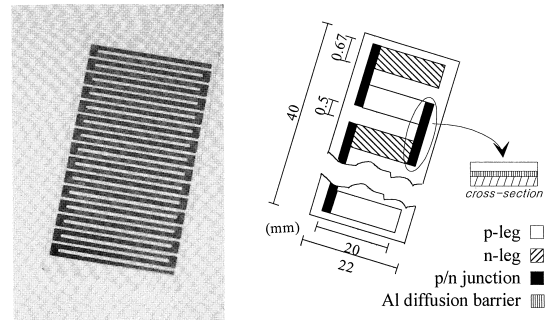 0.67
0.5
40
(mm)
20
22
cross-section
p-leg
n-leg
p/n junction
Al diffusion barrier